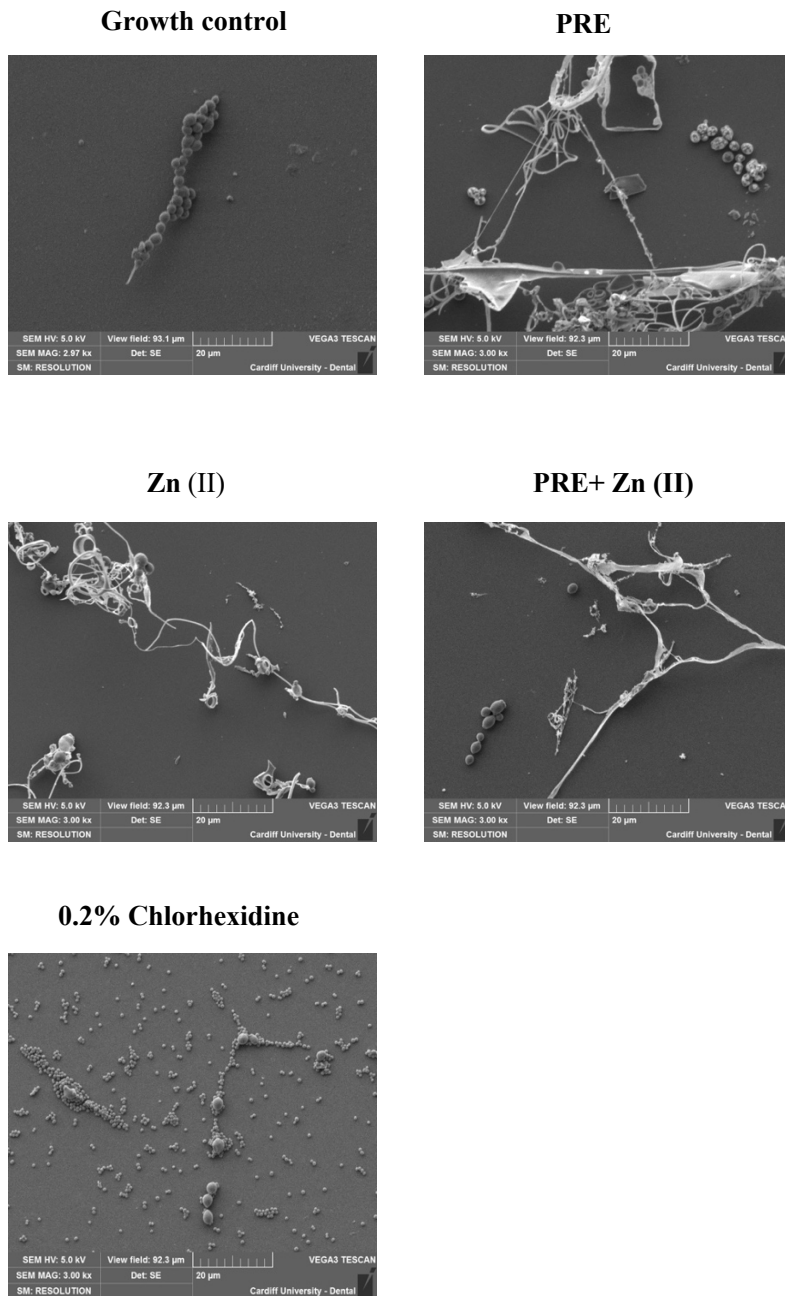 Growth control
PRE
SEM HV: 5.0 kV View field: 93.1 µm VEGA3 TESCAN
SEM MAG: 2.97 kx Det: SE 20 µm
SM: RESOLUTION Cardiff University - Dental
SEM HV: 5.0 kV View field: 92.3 µm VEGA3 TESCA
SEM MAG: 3.00 kx Det: SE 20 µm
SM: RESOLUTION Cardiff University - Dental
Zn (II)
PRE+ Zn (II)
SEM HV: 5.0 kV View field: 92.3 µm VEGA3 TESCAN
SEM MAG: 3.00 kx Det: SE 20 µm
SM: RESOLUTION Cardiff University - Dental
SEM HV: 5.0 kV View field: 92.3 µm VEGA3 TESCA
SEM MAG: 3.00 kx Det: SE 20 µm
SM: RESOLUTION Cardiff University - Dental
0.2% Chlorhexidine
SEM HV: 5.0 kV View field: 92.3 µm VEGA3 TESCAN
SEM MAG: 3.00 kx Det: SE 20 µm
SM: RESOLUTION Cardiff University - Dental